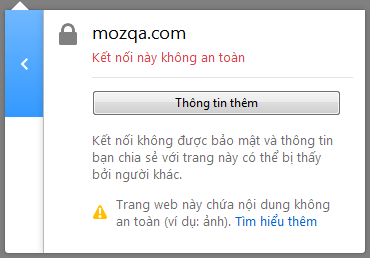 mozqa.com
Kết nối này không an toàn
Thông tin thêm
Kết nối không được bảo mật và thông tin
bạn chia sẻ với trang này có thể bị thấy
bởi người khác.
Trang web này chứa nội dung không
an toàn (ví dụ: ảnh). Tìm hiểu thêm